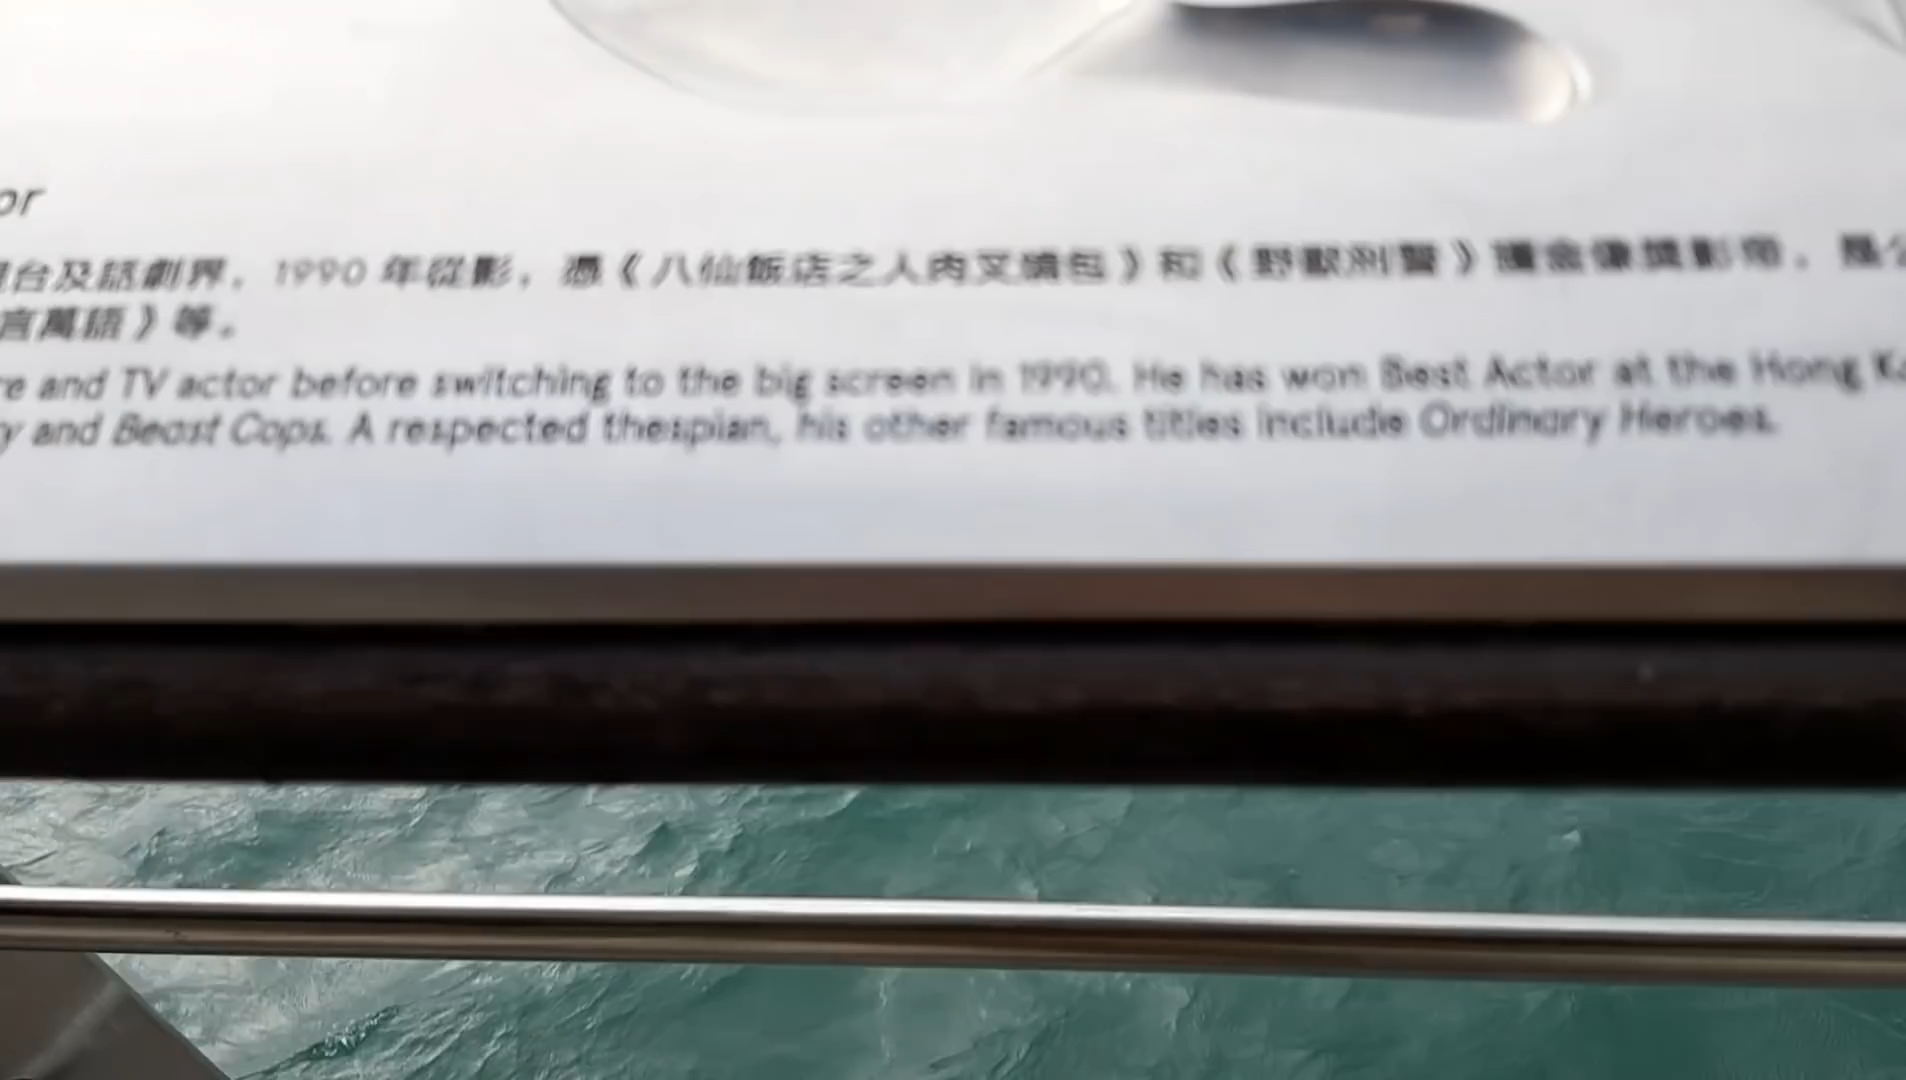 or
台及話劇界，1990 年從影，憑《八仙飯店之人肉叉燒包》和《野獸刑警》獲金像獎影帝，是公
言萬語》等。
re and TV actor before switching to the big screen in 1990. He has won Best Actor at the Hong Ko
y and Beast Cops. A respected thespian, his other famous titles include Ordinary Heroes.